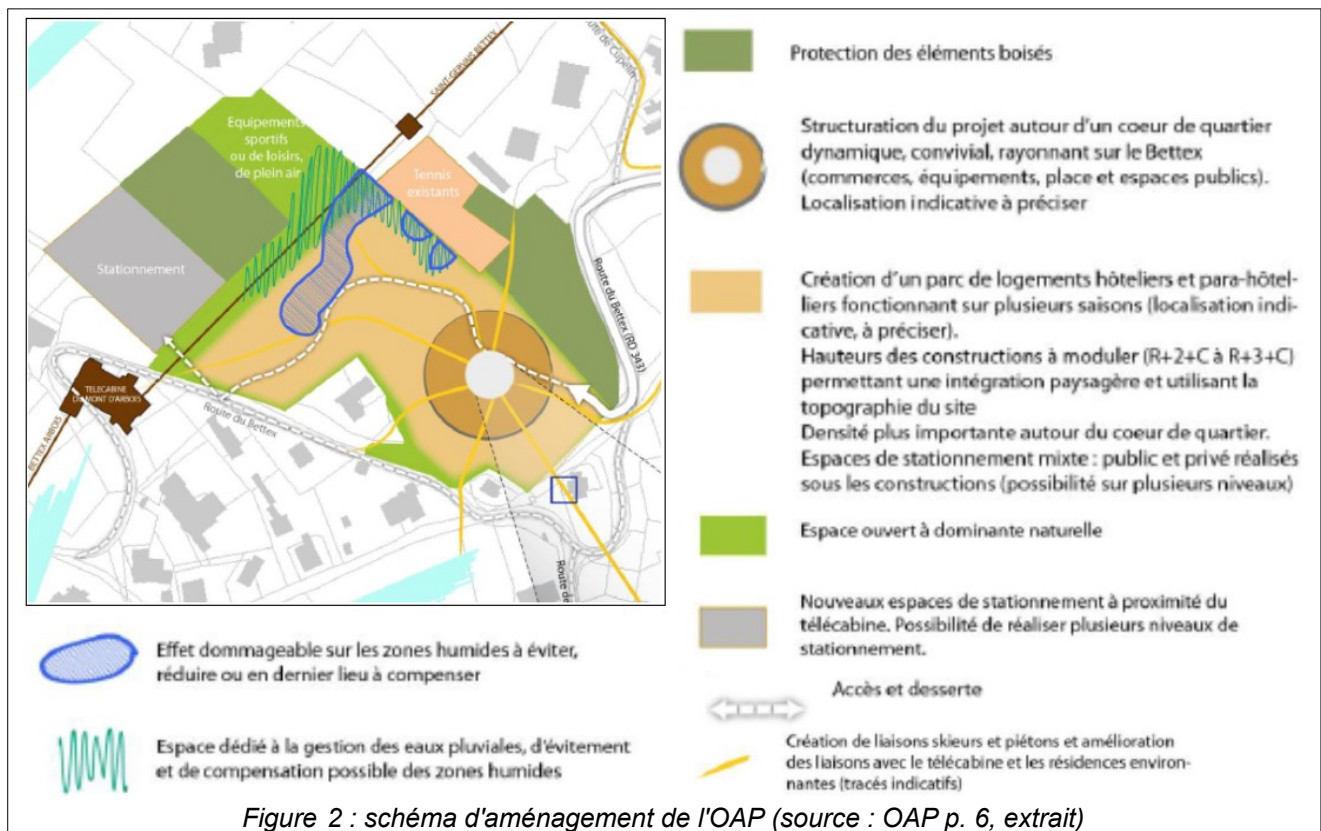 SAINT-GERVAIS BETTEX
Equipements
sportifs
ou de loisirs,
de plein air
Tennis
existants
Stationnement
Route du Bettex (RD 343)
TELECABINE
DU MONT D'ARBOIS
Route du Bettex
BETTEX ARBOIS
Route de
Protection des éléments boisés
Structuration du projet autour d'un coeur de quartier
dynamique, convivial, rayonnant sur le Bettex
(commerces, équipements, place et espaces publics).
Localisation indicative à préciser
Création d'un parc de logements hôteliers et para-hôtel-
liers fonctionnant sur plusieurs saisons (localisation indi-
cative, à préciser).
Hauteurs des constructions à moduler (R+2+C à R+3+C)
permettant une intégration paysagère et utilisant la
topographie du site
Densité plus importante autour du coeur de quartier.
Espaces de stationnement mixte : public et privé réalisés
sous les constructions (possibilité sur plusieurs niveaux)
Espace ouvert à dominante naturelle
Nouveaux espaces de stationnement à proximité du
télécabine. Possibilité de réaliser plusieurs niveaux de
stationnement.
Accès et desserte
Création de liaisons skieurs et piétons et amélioration
des liaisons avec le télécabine et les résidences environ-
nantes (tracés indicatifs)
Effet dommageable sur les zones humides à éviter,
réduire ou en dernier lieu à compenser
Espace dédié à la gestion des eaux pluviales, d'évitement
et de compensation possible des zones humides
Figure 2 : schéma d'aménagement de l'OAP (source : OAP p. 6, extrait)